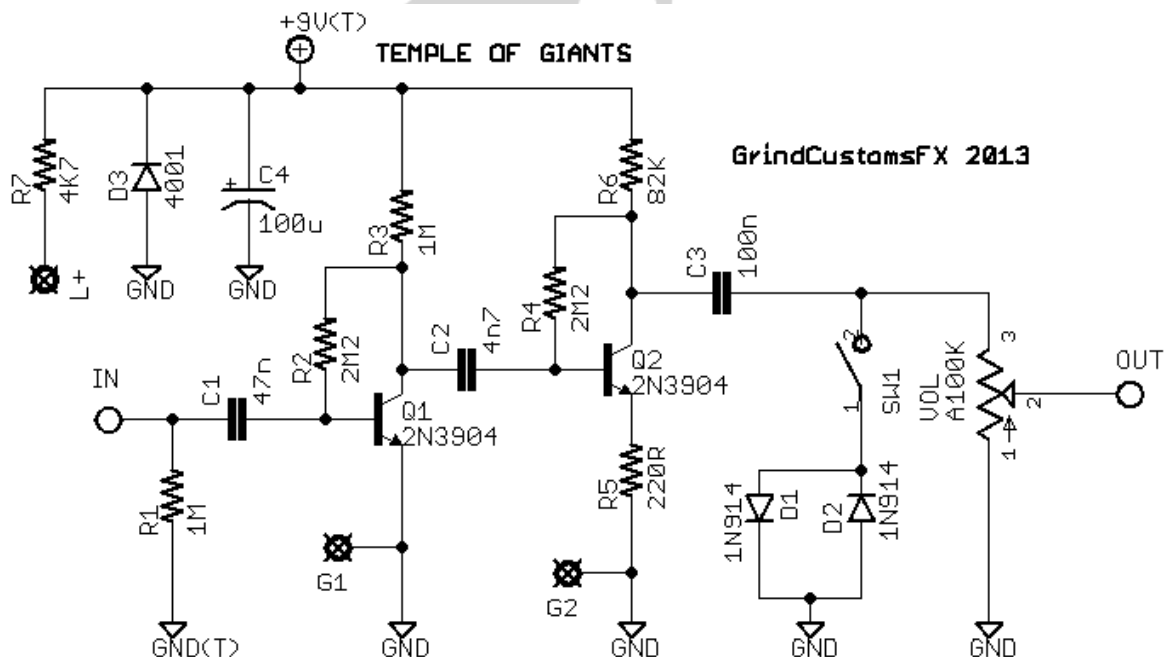 +9V(T)
TEMPLE OF GIANTS
GrindCustomsFX 2013
R7
4K7
D3
4001
C4
+
100u
R3
1M
R6
82K
L+
GND
GND
C3
100n
R2
2M2
C2
4n7
R4
2M2
IN
C1
47n
Q1
2N3904
Q2
2N3904
2
SW1
1
VOL
A100K
3
2
1
OUT
R1
1M
R5
220R
1N914
D1
D2
1N914
G1
G2
GND(T)
GND
GND
GND
GND